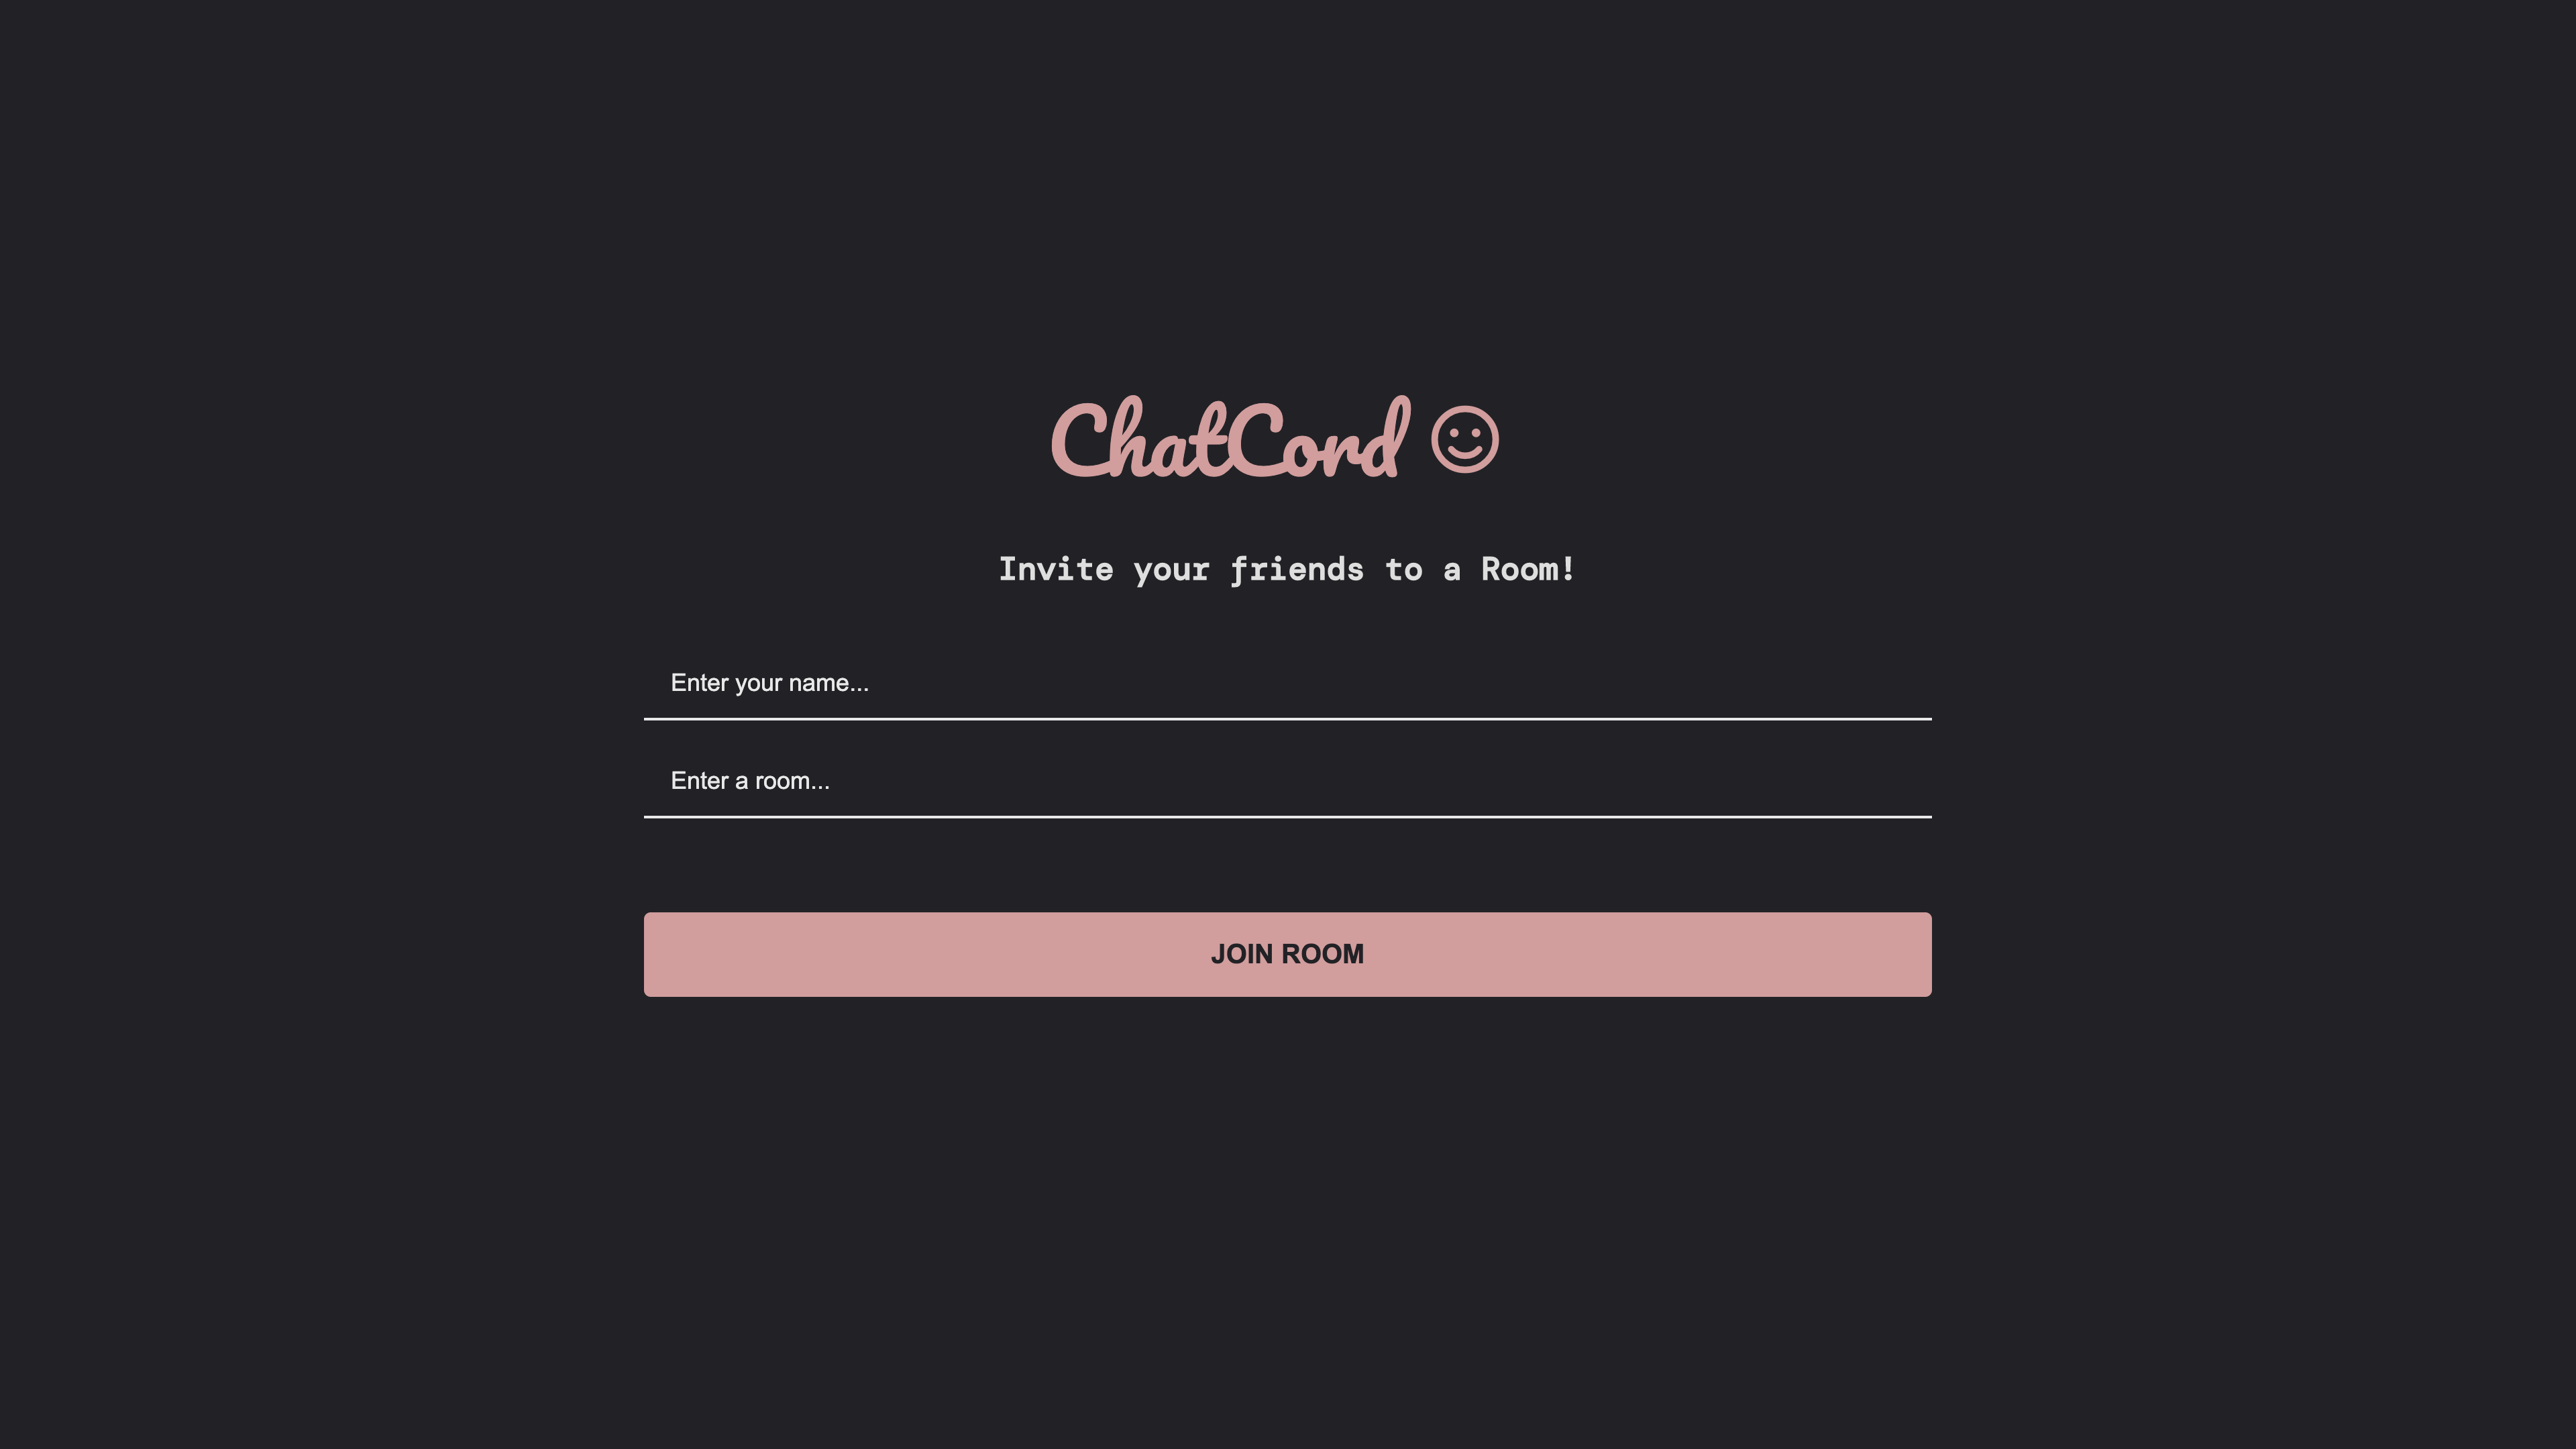 ChatCord
Invite your friends to a Room!
Enter your name...
Enter a room...
JOIN ROOM